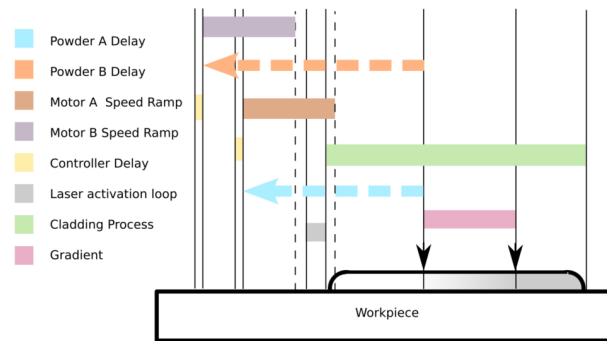 Powder A Delay
Powder B Delay
Motor A Speed Ramp
Motor B Speed Ramp
Controller Delay
Laser activation loop
Cladding Process
Gradient
Workpiece